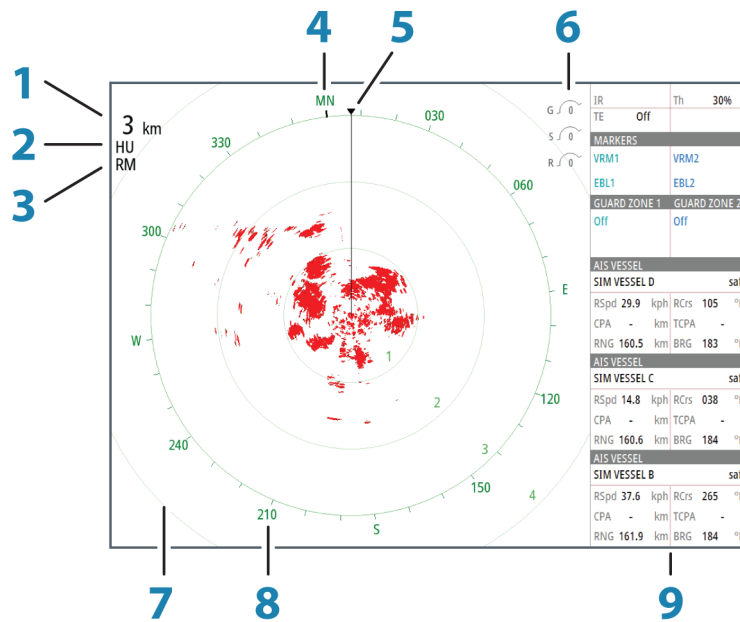 4 5 6
1
2
3
7 8 9
3 km
HU
RM
MN
030
060
E
120
150
S
210
240
W
300
330
1
2
3
4
G 0
S 0
R 0
IR Th 30%
TE Off
MARKERS
VRM1 VRM2
EBL1 EBL2
GUARD ZONE 1 GUARD ZONE 2
Off Off
AIS VESSEL
SIM VESSEL D
RSpd 29.9 kph RCrs 105
CPA - km TCPA -
RNG 160.5 km BRG 183
AIS VESSEL
SIM VESSEL C
RSpd 14.8 kph RCrs 038
CPA - km TCPA -
RNG 160.6 km BRG 184
AIS VESSEL
SIM VESSEL B
RSpd 37.6 kph RCrs 265
CPA - km TCPA -
RNG 161.9 km BRG 184